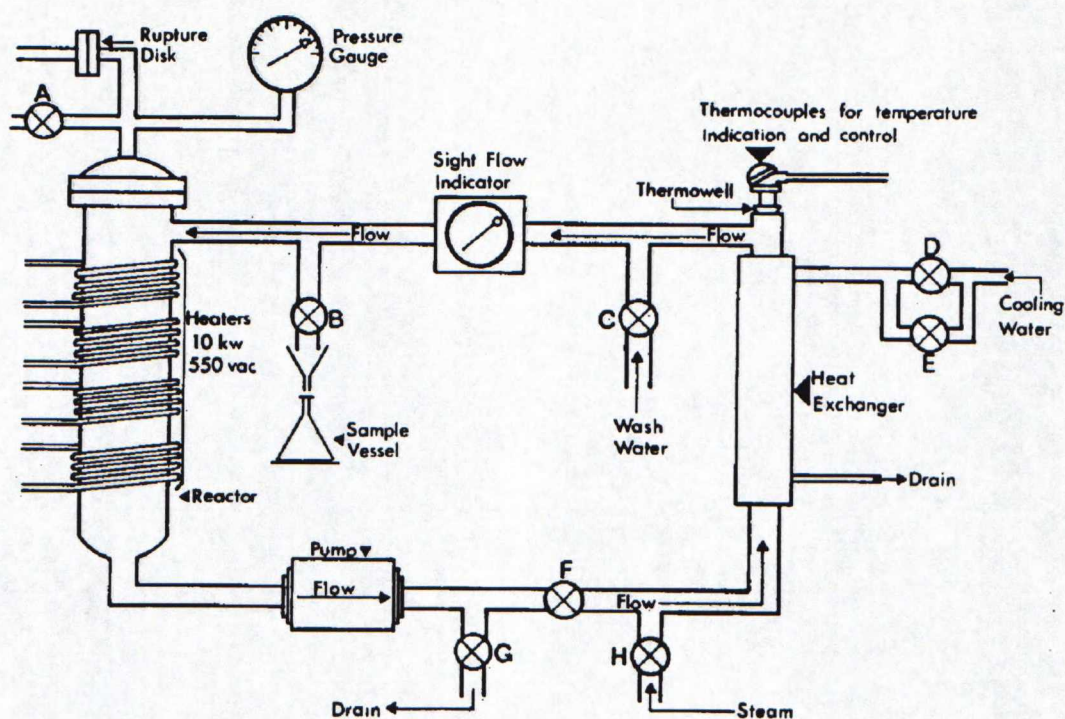 Rupture
Disk
Pressure
Gauge
A
Thermocouples for temperature
indication and control
Sight Flow
Indicator
Thermowell
Flow
Flow
D
Cooling
Water
E
Heaters
10 kw
550 vac
B
C
Heat
Exchanger
Wash
Water
Sample
Vessel
Drain
Reactor
Pump
Flow
F
Flow
G
H
Drain
Steam